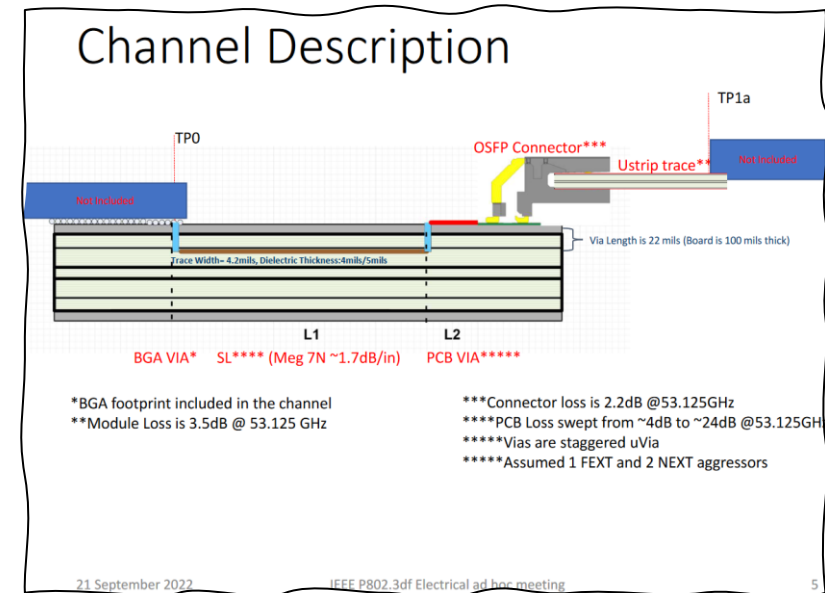 Channel Description
TP1a
TP0
OSFP Connector***
Ustrip trace**
Not Included
Not Included
Via Length is 22 mils (Board is 100 mils thick)
Trace Width= 4.2mils, Dielectric Thickness:4mils/5mils
L1 L2
BGA VIA* SL**** (Meg 7N ~1.7dB/in) PCB VIA*****
*BGA footprint included in the channel
**Module Loss is 3.5dB @ 53.125 GHz
***Connector loss is 2.2dB @53.125GHz
****PCB Loss swept from ~4dB to ~24dB @53.125GH
*****Vias are staggered uVia
*****Assumed 1 FEXT and 2 NEXT aggressors
21 September 2022 IEEE P802.3df Electrical ad hoc meeting 5